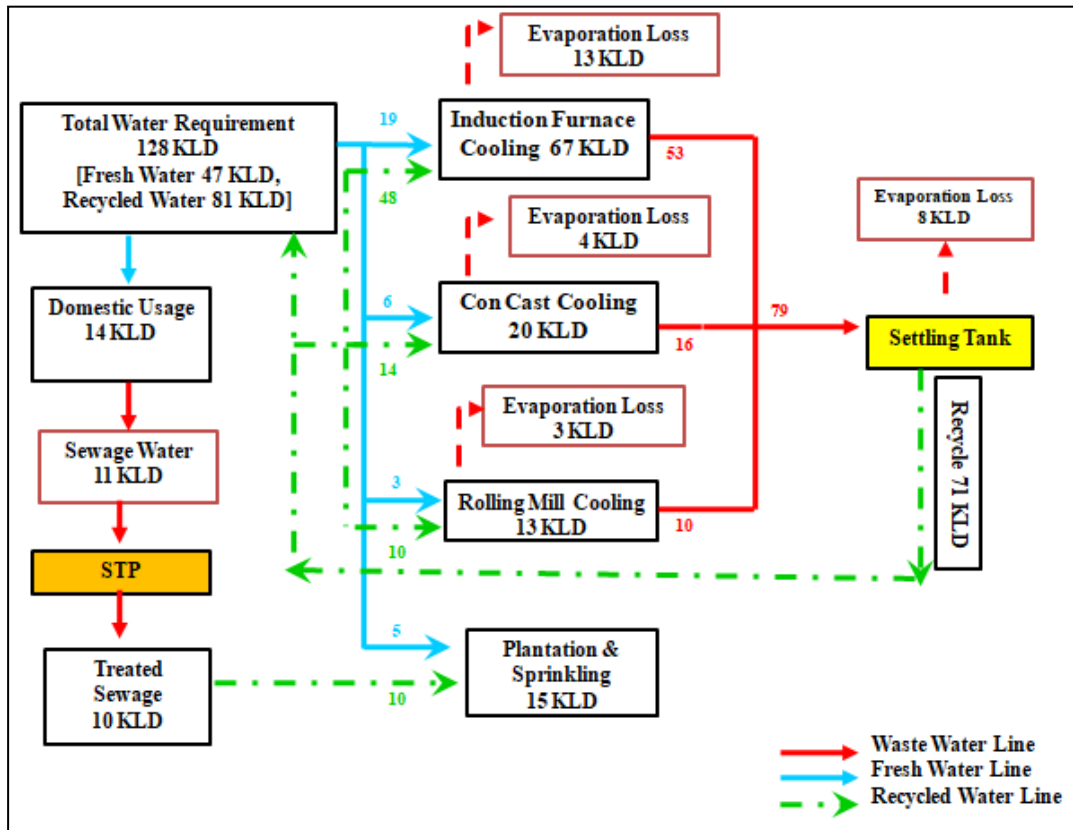 Evaporation Loss
13 KLD
Total Water Requirement
128 KLD
[Fresh Water 47 KLD,
Recycled Water 81 KLD]
19
Induction Furnace
Cooling 67 KLD
53
48
Evaporation Loss
4 KLD
Evaporation Loss
8 KLD
Domestic Usage
14 KLD
6
Con Cast Cooling
20 KLD
79
Settling Tank
14
16
Evaporation Loss
3 KLD
Recycle 71 KLD
Sewage Water
11 KLD
3
Rolling Mill Cooling
13 KLD
10
10
STP
5
Plantation &
Sprinkling
15 KLD
Treated
Sewage
10 KLD
10
Waste Water Line
Fresh Water Line
Recycled Water Line